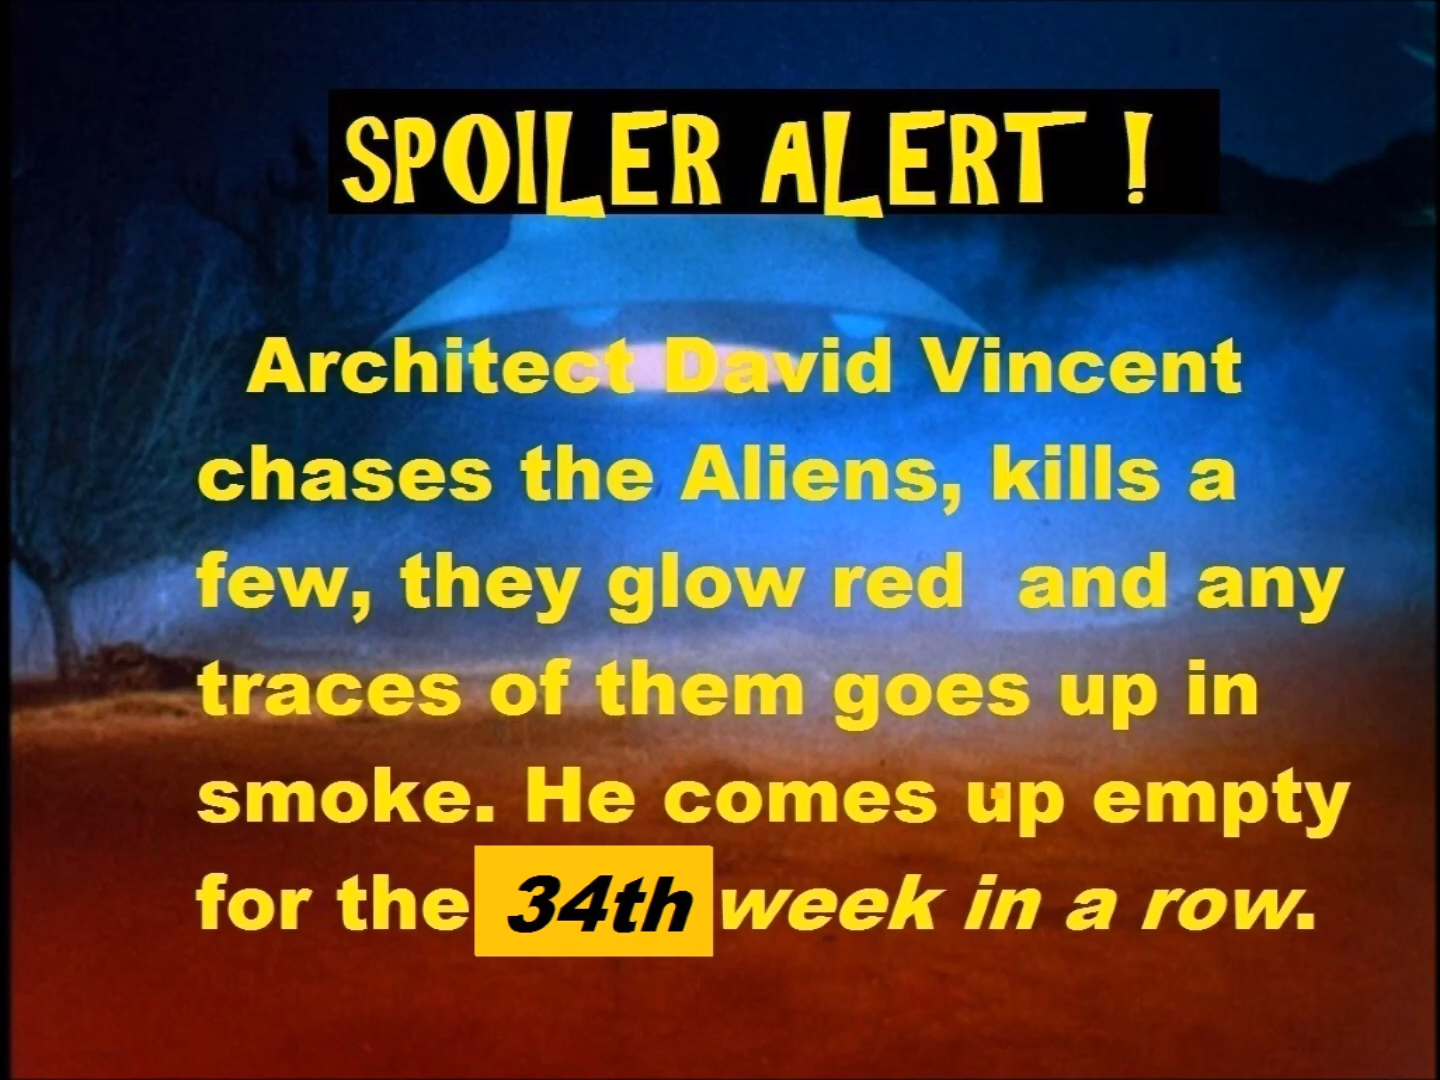 SPOILER ALERT !
Architect David Vincent
chases the Aliens, kills a
few, they glow red and any
traces of them goes up in
smoke. He comes up empty
for the 34th week in a row.